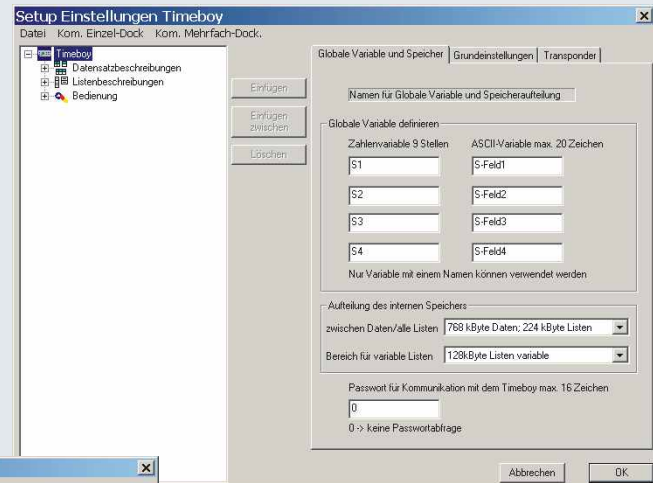 Setup Einstellungen Timeboy
Datei Kom. Einzel-Dock Kom. Mehrfach-Dock.
Timeboy
Datensatzbeschreibungen
Listenbeschreibungen
Bedienung
Einfügen
Einfügen
zwischen
Löschen
Globale Variable und Speicher Grundeinstellungen Transponder
Namen für Globale Variable und Speicheraufteilung
Globale Variable definieren
Zahlenvariable 9 Stellen ASCII-Variable max. 20 Zeichen
S1 S-Feld1
S2 S-Feld2
S3 S-Feld3
S4 S-Feld4
Nur Variable mit einem Namen können verwendet werden
Aufteilung des internen Speichers
zwischen Daten/alle Listen 768 kByte Daten; 224 kByte Listen
Bereich für variable Listen 128kByte Listen variable
Passwort für Kommunikation mit dem Timeboy max. 16 Zeichen
0
0 -> keine Passwortabfrage
Abbrechen OK